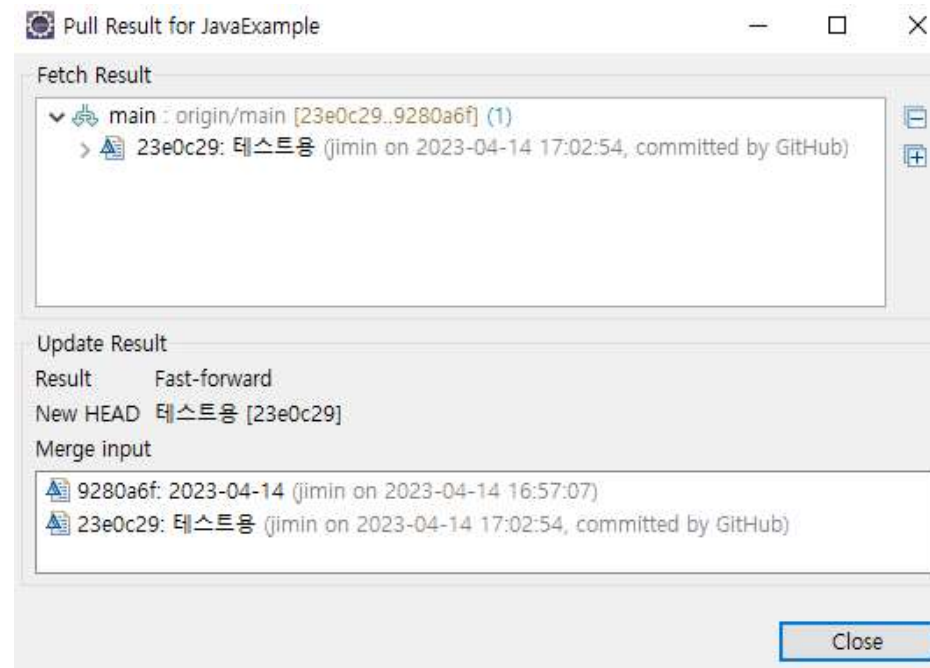 Pull Result for JavaExample
Fetch Result
main : origin/main [23e0c29..9280a6f] (1)
23e0c29: 테스트용 (jimin on 2023-04-14 17:02:54, committed by GitHub)
Update Result
Result Fast-forward
New HEAD 테스트용 [23e0c29]
Merge input
9280a6f: 2023-04-14 (jimin on 2023-04-14 16:57:07)
23e0c29: 테스트용 (jimin on 2023-04-14 17:02:54, committed by GitHub)
Close